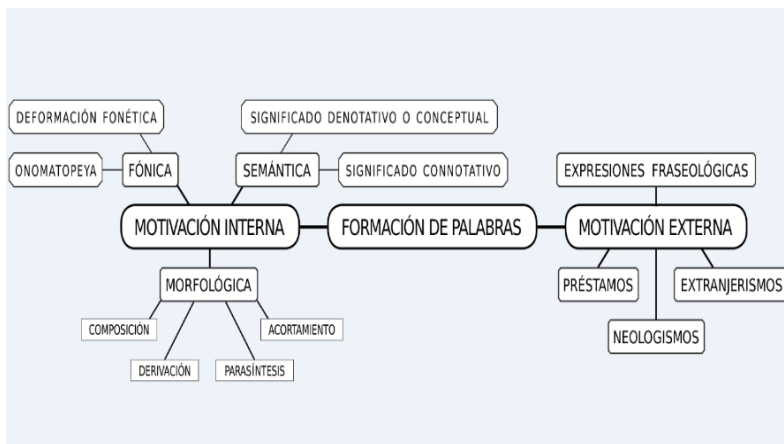 DEFORMACIÓN FONÉTICA
SIGNIFICADO DENOTATIVO O CONCEPTUAL
ONOMATOPEYA
FÓNICA
SEMÁNTICA
SIGNIFICADO CONNOTATIVO
EXPRESIONES FRASEOLÓGICAS
MOTIVACIÓN INTERNA
FORMACIÓN DE PALABRAS
MOTIVACIÓN EXTERNA
MORFOLÓGICA
PRÉSTAMOS
EXTRANJERISMOS
COMPOSICIÓN
ACORTAMIENTO
NEOLOGISMOS
DERIVACIÓN
PARASÍNTESIS